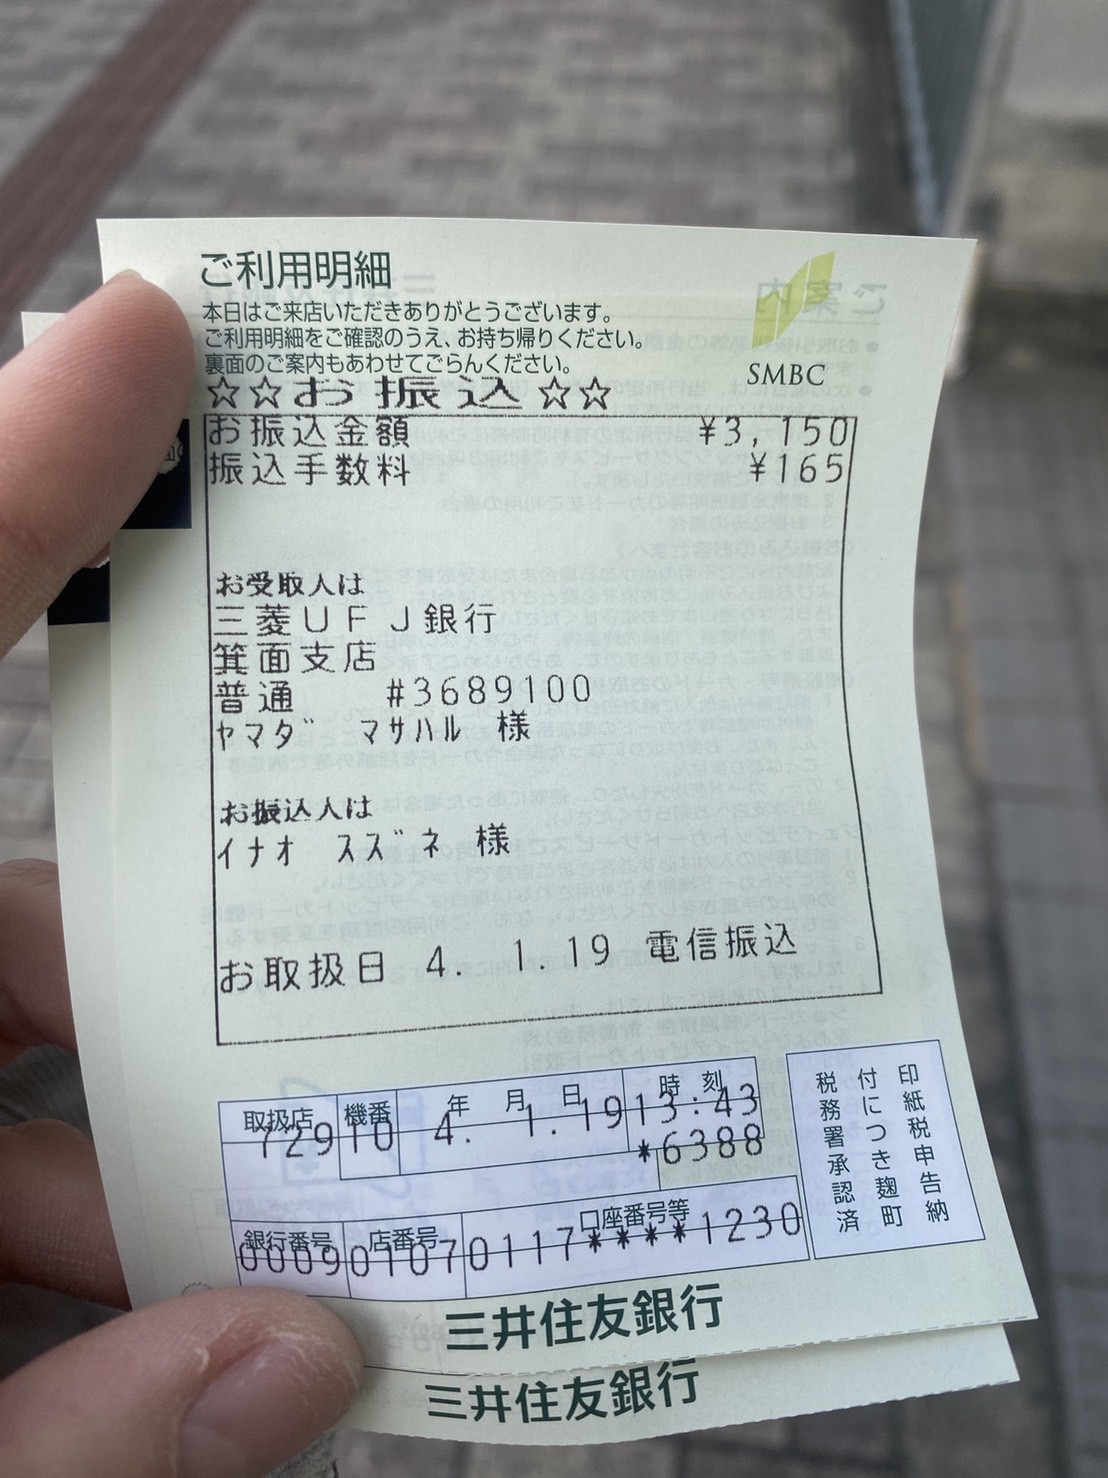 ご利用明細
本日はご来店いただきありがとうございます。
ご利用明細をご確認のうえ、お持ち帰りください。
裏面のご案内もあわせてごらんください。
SMBC
☆☆お振込☆☆
お振込金額 ¥3,150
振込手数料 ¥165
お受取人は
三菱UFJ銀行
箕面支店
普通 #3689100
ヤマダ マサハル 様
お振込人は
イナオ スズネ 様
お取扱日 4. 1.19 電信振込
取扱店 機番 年 月 日 時 刻
72910 4. 1.1913:43
*6388
銀行番号 店番号 口座番号等
000901070117****1230
印紙税申告納
付につき麹町
税務署承認済
三井住友銀行
三井住友銀行